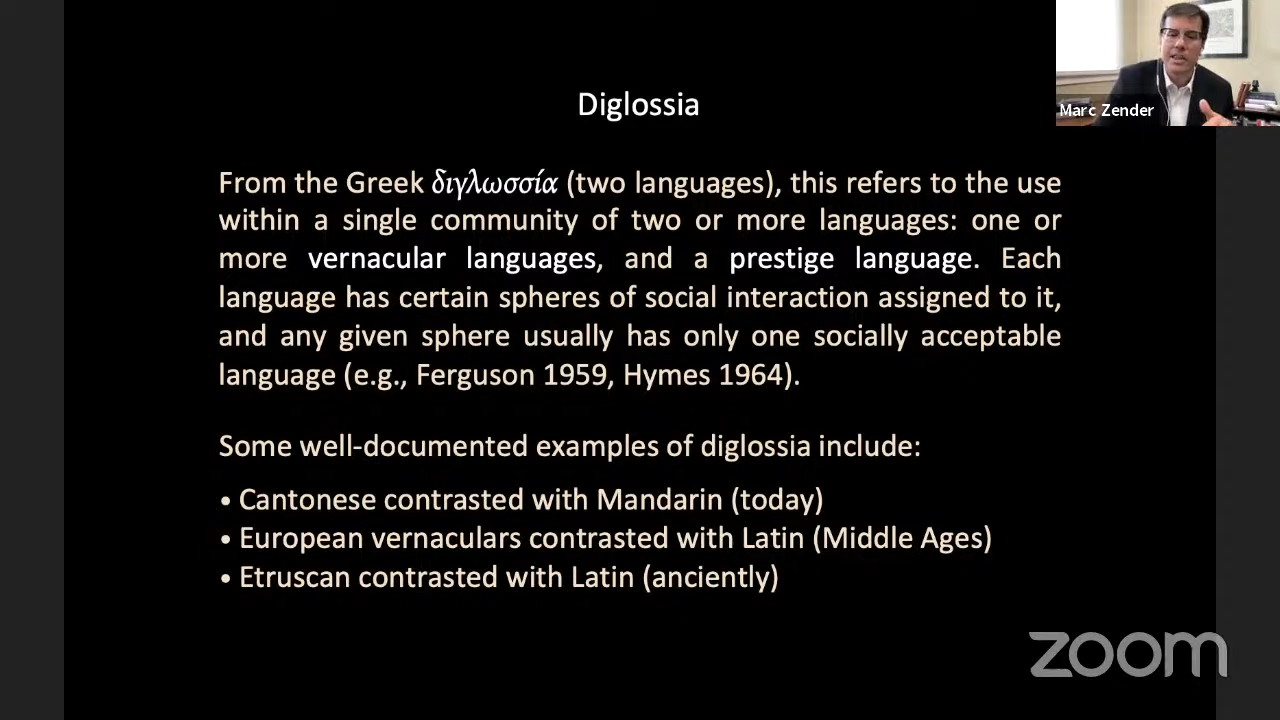 Diglossia
Marc Zender
From the Greek διγλωσσία (two languages), this refers to the use
within a single community of two or more languages: one or
more vernacular languages, and a prestige language. Each
language has certain spheres of social interaction assigned to it,
and any given sphere usually has only one socially acceptable
language (e.g., Ferguson 1959, Hymes 1964).
Some well-documented examples of diglossia include:
• Cantonese contrasted with Mandarin (today)
• European vernaculars contrasted with Latin (Middle Ages)
• Etruscan contrasted with Latin (anciently)
zoom